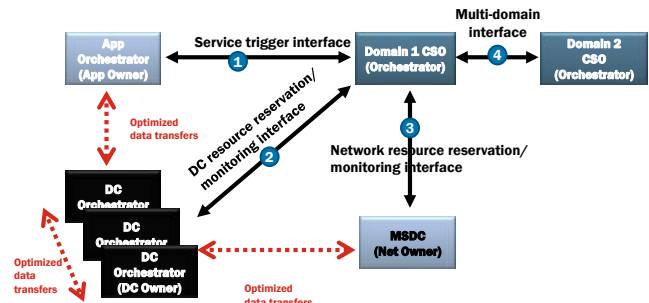 Multi-domain
interface
App
Orchestrator
(App Owner)
Service trigger interface
1
Domain 1 CSO
(Orchestrator)
4
Domain 2
CSO
(Orchestrator)
Optimized
data transfers
DC resource reservation/
monitoring interface
2
3
Network resource reservation/
monitoring interface
DC
Orchestrator
DC
Orchestrator
DC
Orchestrator
(DC Owner)
MSDC
(Net Owner)
Optimized
data
transfers
Optimized
data transfers